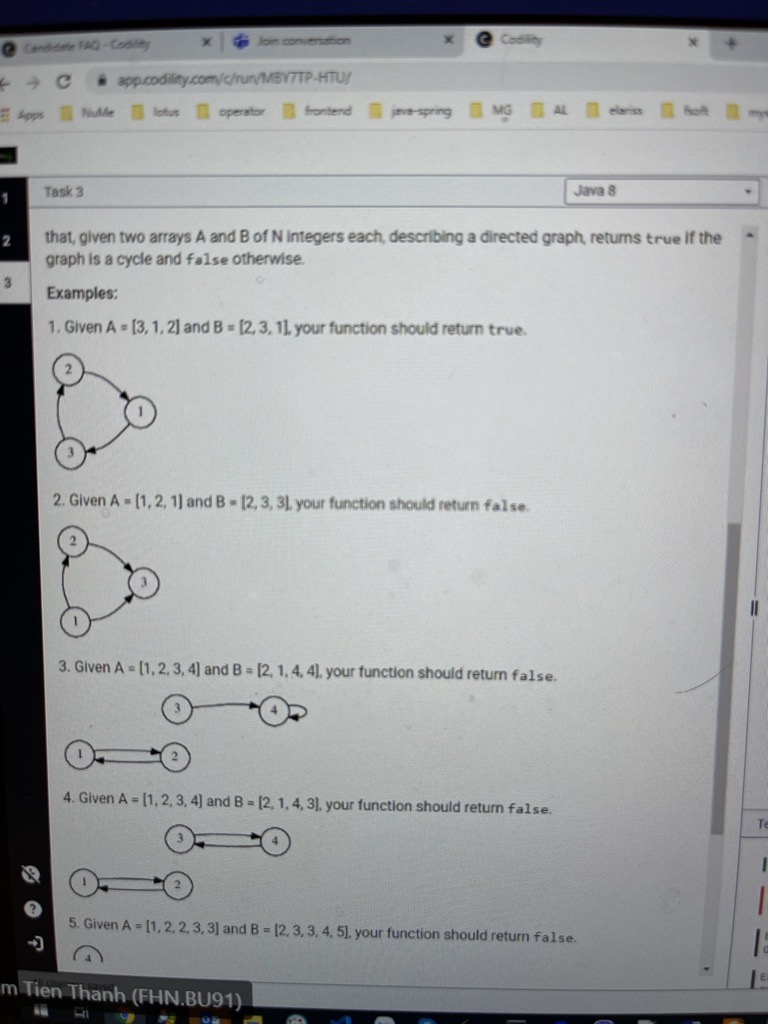 Candidate FAQ - Codility
Join conversation
Codility
app.codility.com/c/run/MBY7TP-HTU/
Apps NuMe lotus operator frontend java-spring MG AL elariss fsoft
1
Task 3
Java 8
2
that, given two arrays A and B of N integers each, describing a directed graph, returns true if the
graph is a cycle and false otherwise.
3
Examples:
1. Given A = [3, 1, 2] and B = [2, 3, 1], your function should return true.
2
1
3
2. Given A = [1, 2, 1] and B = [2, 3, 3], your function should return false.
2
3
1
3. Given A = [1, 2, 3, 4] and B = [2, 1, 4, 4], your function should return false.
3 4
1 2
4. Given A = [1, 2, 3, 4] and B = [2, 1, 4, 3], your function should return false.
3 4
1 2
5. Given A = [1, 2, 2, 3, 3] and B = [2, 3, 3, 4, 5], your function should return false.
4
m Tien Thanh (FHN.BU91)